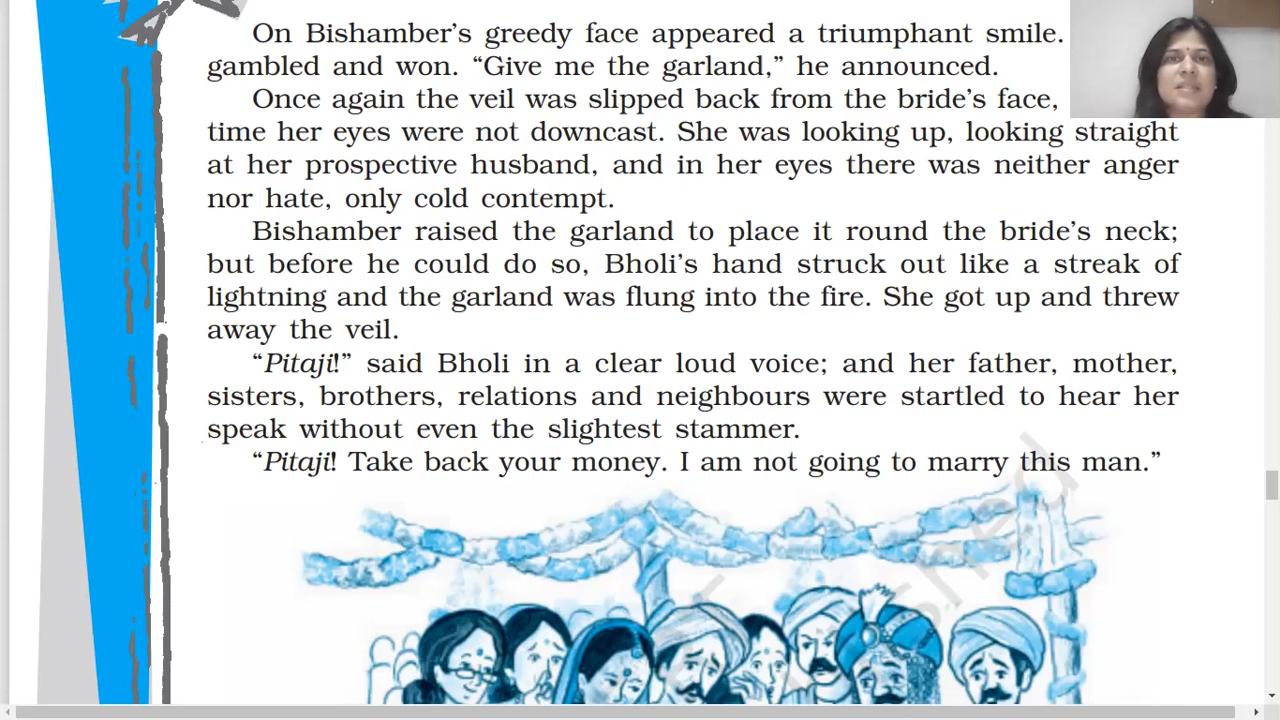 On Bishamber's greedy face appeared a triumphant smile.
gambled and won. “Give me the garland,” he announced.
Once again the veil was slipped back from the bride's face,
time her eyes were not downcast. She was looking up, looking straight
at her prospective husband, and in her eyes there was neither anger
nor hate, only cold contempt.
Bishamber raised the garland to place it round the bride's neck;
but before he could do so, Bholi's hand struck out like a streak of
lightning and the garland was flung into the fire. She got up and threw
away the veil.
“Pitaji!” said Bholi in a clear loud voice; and her father, mother,
sisters, brothers, relations and neighbours were startled to hear her
speak without even the slightest stammer.
“Pitaji! Take back your money. I am not going to marry this man.”